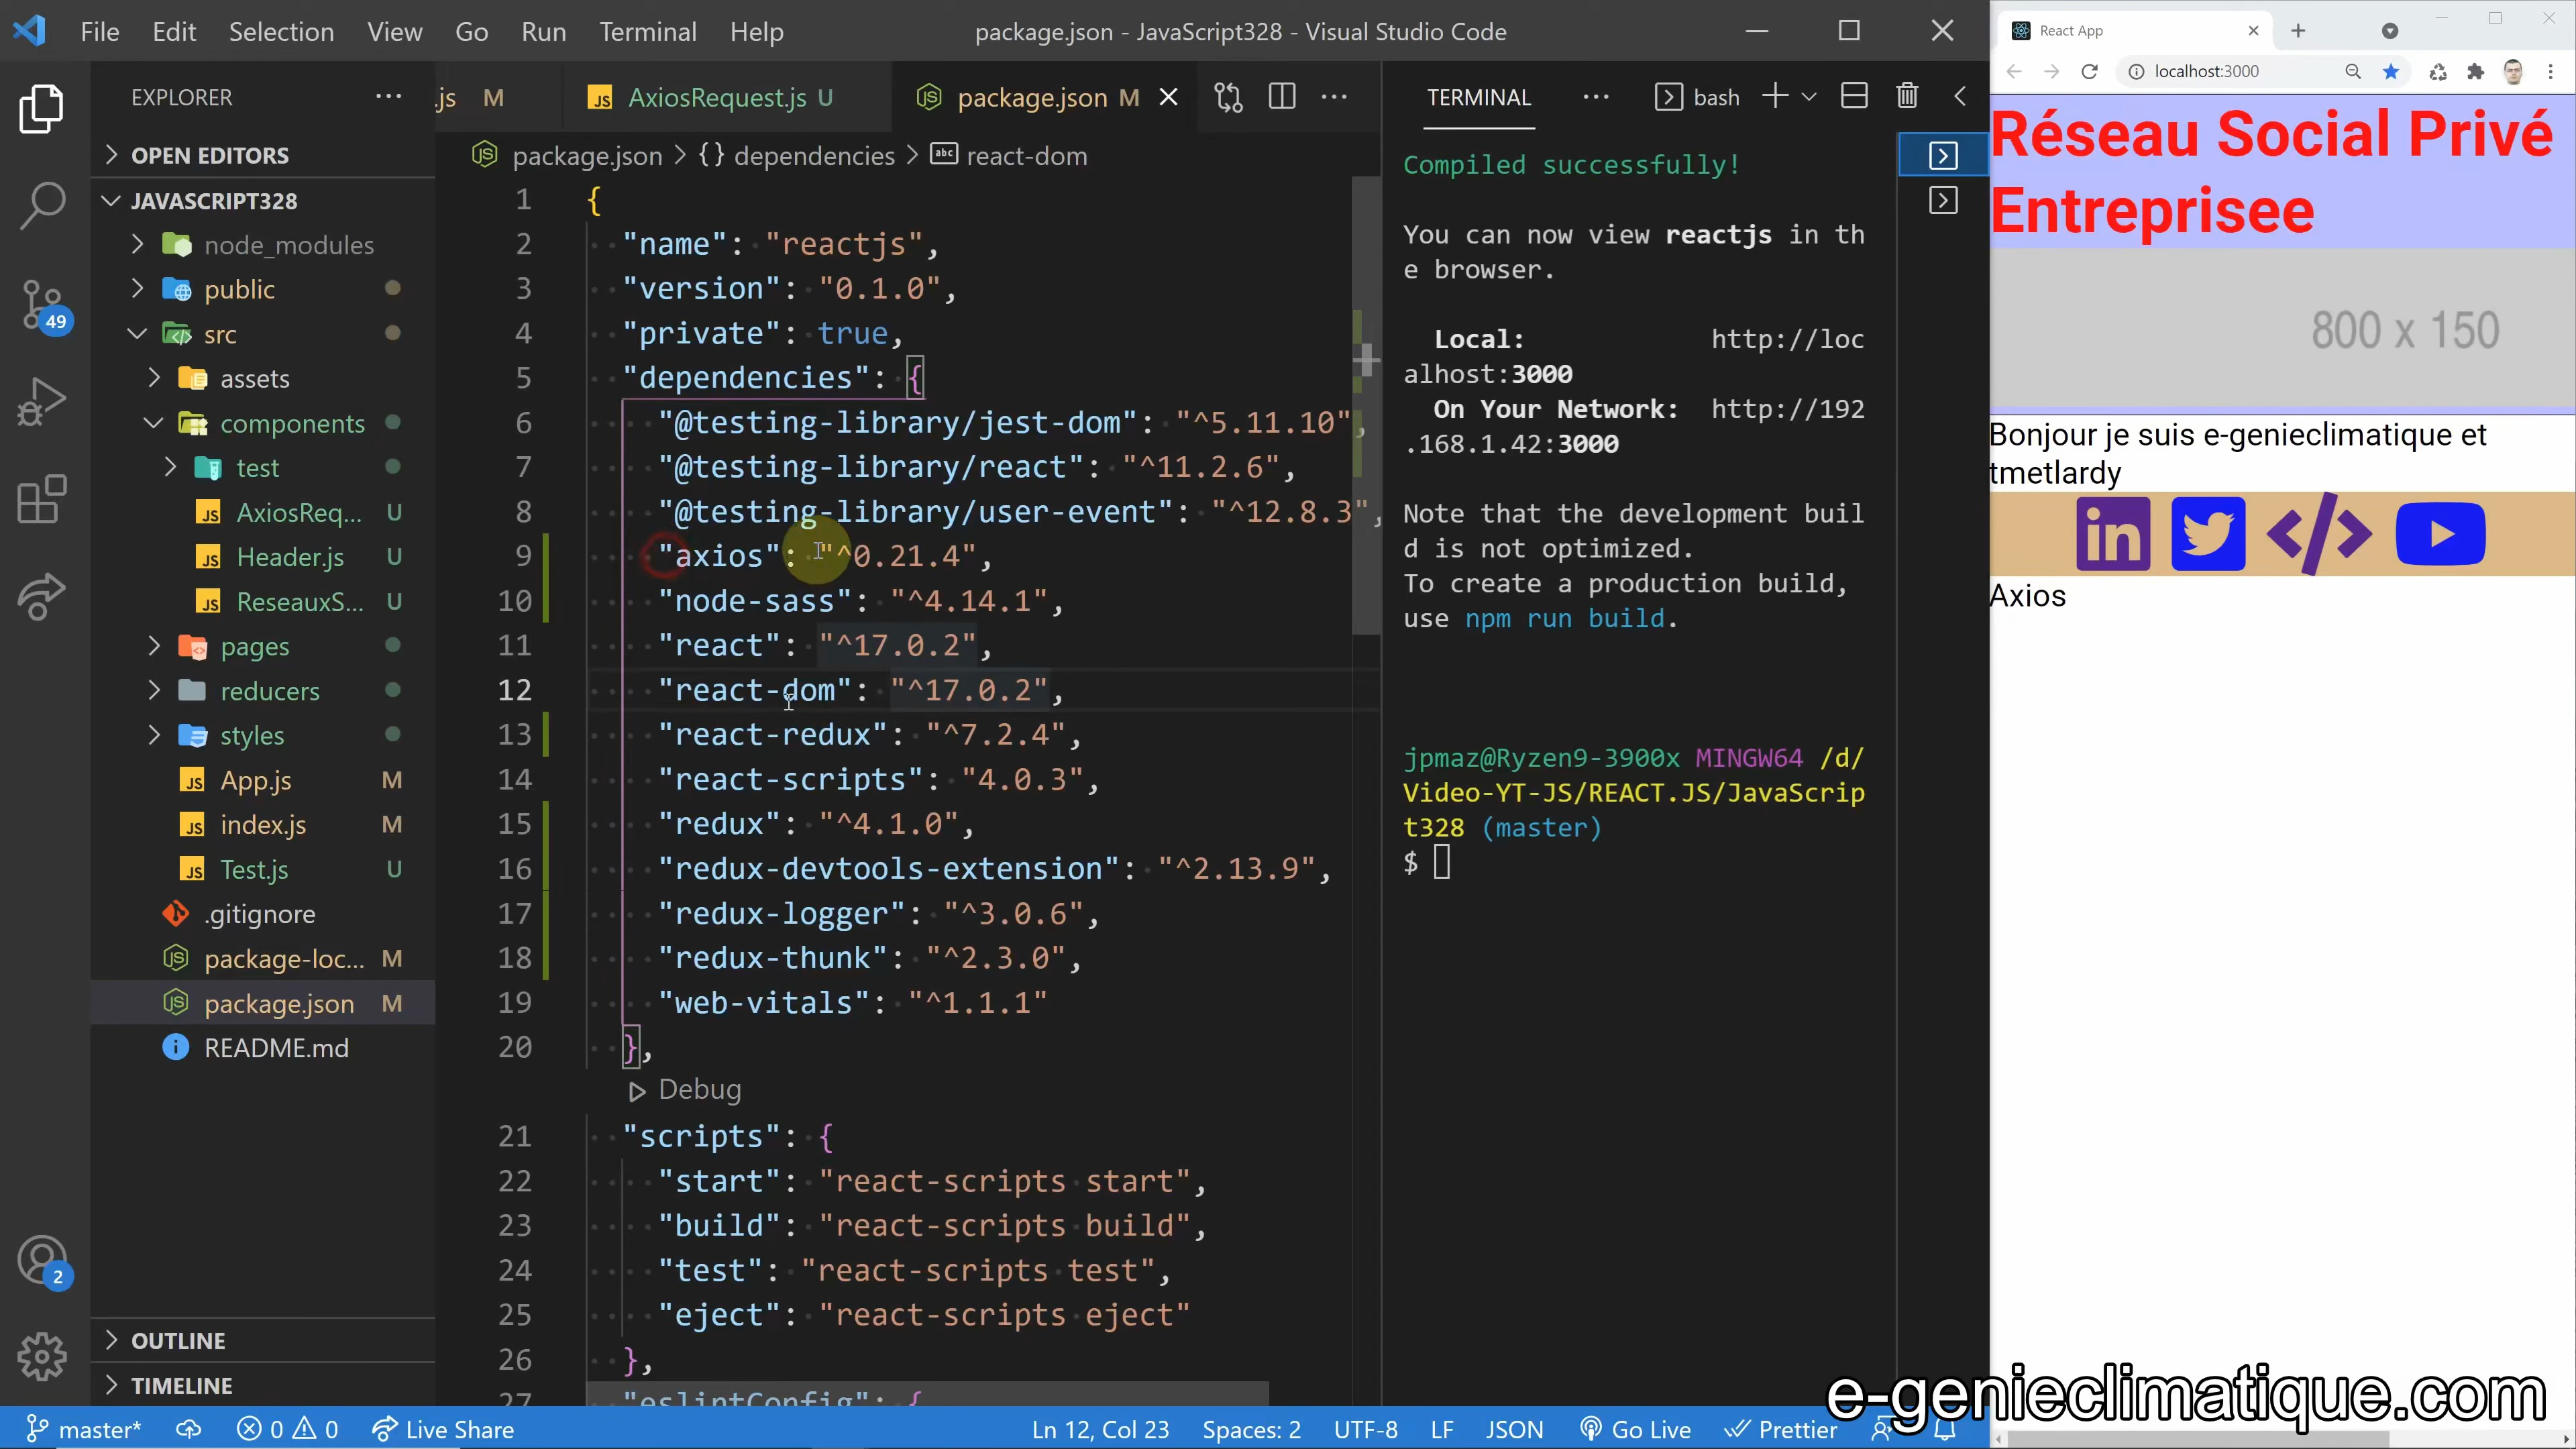 File Edit Selection View Go Run Terminal Help
package.json - JavaScript328 - Visual Studio Code
EXPLORER
OPEN EDITORS
JAVASCRIPT328
node_modules
public
src
assets
components
test
AxiosReq... U
Header.js U
ReseauxS... U
pages
reducers
styles
App.js M
index.js M
Test.js U
.gitignore
package-loc... M
package.json M
README.md
OUTLINE
TIMELINE
49
2
.js M
AxiosRequest.js U
package.json M
package.json > {} dependencies > abc react-dom
1 {
2 "name": "reactjs",
3 "version": "0.1.0",
4 "private": true,
5 "dependencies": {
6 "@testing-library/jest-dom": "^5.11.10",
7 "@testing-library/react": "^11.2.6",
8 "@testing-library/user-event": "^12.8.3",
9 "axios": "^0.21.4",
10 "node-sass": "^4.14.1",
11 "react": "^17.0.2",
12 "react-dom": "^17.0.2",
13 "react-redux": "^7.2.4",
14 "react-scripts": "4.0.3",
15 "redux": "^4.1.0",
16 "redux-devtools-extension": "^2.13.9",
17 "redux-logger": "^3.0.6",
18 "redux-thunk": "^2.3.0",
19 "web-vitals": "^1.1.1"
20 },
Debug
21 "scripts": {
22 "start": "react-scripts start",
23 "build": "react-scripts build",
24 "test": "react-scripts test",
25 "eject": "react-scripts eject"
26 },
27 "eslintConfig": {
TERMINAL
bash
Compiled successfully!
You can now view reactjs in th
e browser.
Local: http://loc
alhost:3000
On Your Network: http://192
.168.1.42:3000
Note that the development buil
d is not optimized.
To create a production build,
use npm run build.
jpmaz@Ryzen9-3900x MINGW64 /d/
Video-YT-JS/REACT.JS/JavaScrip
t328 (master)
$
React App
localhost:3000
Réseau Social Privé
Entreprisee
800 x 150
Bonjour je suis e-genieclimatique et
tmetlardy
in
Axios
e-genieclimatique.com
master* 0 0 Live Share
Ln 12, Col 23 Spaces: 2 UTF-8 LF JSON Go Live Prettier